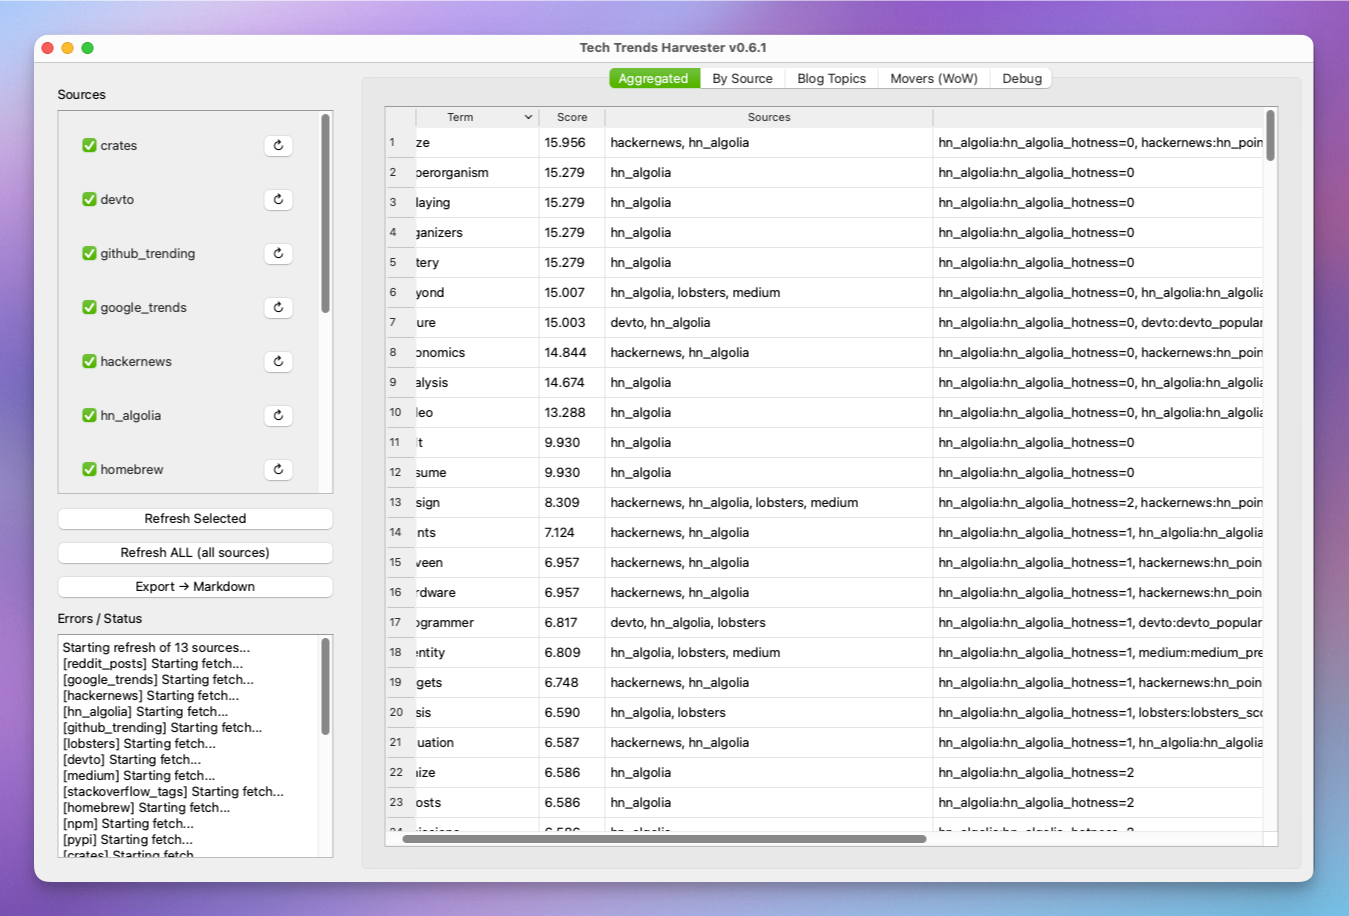 Tech Trends Harvester v0.6.1
Aggregated By Source Blog Topics Movers (WoW) Debug
Sources
crates
devto
github_trending
google_trends
hackernews
hn_algolia
homebrew
Refresh Selected
Refresh ALL (all sources)
Export → Markdown
Errors / Status
Starting refresh of 13 sources...
[reddit_posts] Starting fetch...
[google_trends] Starting fetch...
[hackernews] Starting fetch...
[hn_algolia] Starting fetch...
[github_trending] Starting fetch...
[lobsters] Starting fetch...
[devto] Starting fetch...
[medium] Starting fetch...
[stackoverflow_tags] Starting fetch...
[homebrew] Starting fetch...
[npm] Starting fetch...
[pypi] Starting fetch...
[crates] Starting fetch
Term Score Sources
1 ze 15.956 hackernews, hn_algolia hn_algolia:hn_algolia_hotness=0, hackernews:hn_poin
2 perorganism 15.279 hn_algolia hn_algolia:hn_algolia_hotness=0
3 laying 15.279 hn_algolia hn_algolia:hn_algolia_hotness=0
4 ganizers 15.279 hn_algolia hn_algolia:hn_algolia_hotness=0
5 tery 15.279 hn_algolia hn_algolia:hn_algolia_hotness=0
6 yond 15.007 hn_algolia, lobsters, medium hn_algolia:hn_algolia_hotness=0, hn_algolia:hn_algolia
7 ure 15.003 devto, hn_algolia hn_algolia:hn_algolia_hotness=0, devto:devto_popular
8 onomics 14.844 hackernews, hn_algolia hn_algolia:hn_algolia_hotness=0, hackernews:hn_poin
9 alysis 14.674 hn_algolia hn_algolia:hn_algolia_hotness=0, hn_algolia:hn_algolia
10 leo 13.288 hn_algolia hn_algolia:hn_algolia_hotness=0, hn_algolia:hn_algolia
11 t 9.930 hn_algolia hn_algolia:hn_algolia_hotness=0
12 sume 9.930 hn_algolia hn_algolia:hn_algolia_hotness=0
13 sign 8.309 hackernews, hn_algolia, lobsters, medium hn_algolia:hn_algolia_hotness=2, hackernews:hn_poin
14 nts 7.124 hackernews, hn_algolia hn_algolia:hn_algolia_hotness=1, hn_algolia:hn_algolia
15 veen 6.957 hackernews, hn_algolia hn_algolia:hn_algolia_hotness=1, hackernews:hn_poin
16 rdware 6.957 hackernews, hn_algolia hn_algolia:hn_algolia_hotness=1, hackernews:hn_poin
17 ogrammer 6.817 devto, hn_algolia, lobsters hn_algolia:hn_algolia_hotness=1, devto:devto_popular
18 entity 6.809 hn_algolia, lobsters, medium hn_algolia:hn_algolia_hotness=1, medium:medium_pre
19 gets 6.748 hackernews, hn_algolia hn_algolia:hn_algolia_hotness=1, hackernews:hn_poin
20 sis 6.590 hn_algolia, lobsters hn_algolia:hn_algolia_hotness=1, lobsters:lobsters_sco
21 uation 6.587 hackernews, hn_algolia hn_algolia:hn_algolia_hotness=1, hn_algolia:hn_algolia
22 ize 6.586 hn_algolia hn_algolia:hn_algolia_hotness=2
23 osts 6.586 hn_algolia hn_algolia:hn_algolia_hotness=2